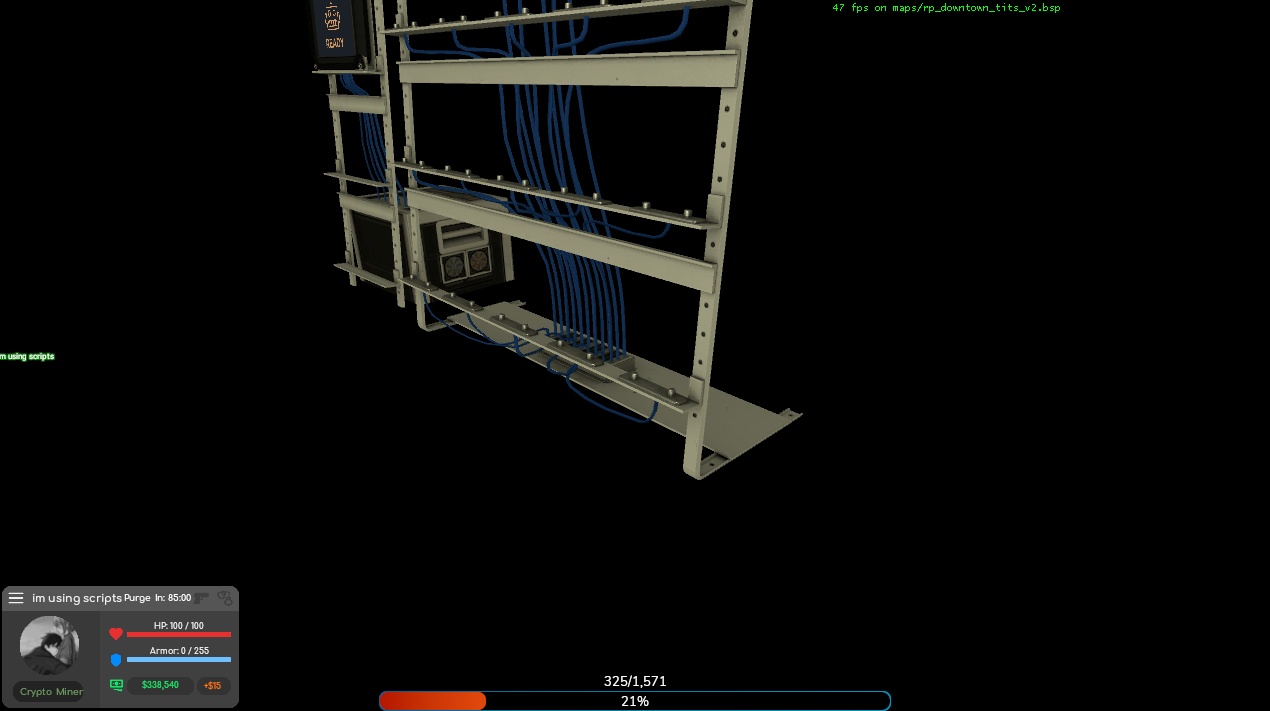 47 fps on maps/rp_downtown_tits_v2.bsp
READY
m using scripts
im using scripts Purge In: 85:00
HP: 100 / 100
Armor: 0 / 255
Crypto Miner
$338,540
+$15
325/1,571
21%